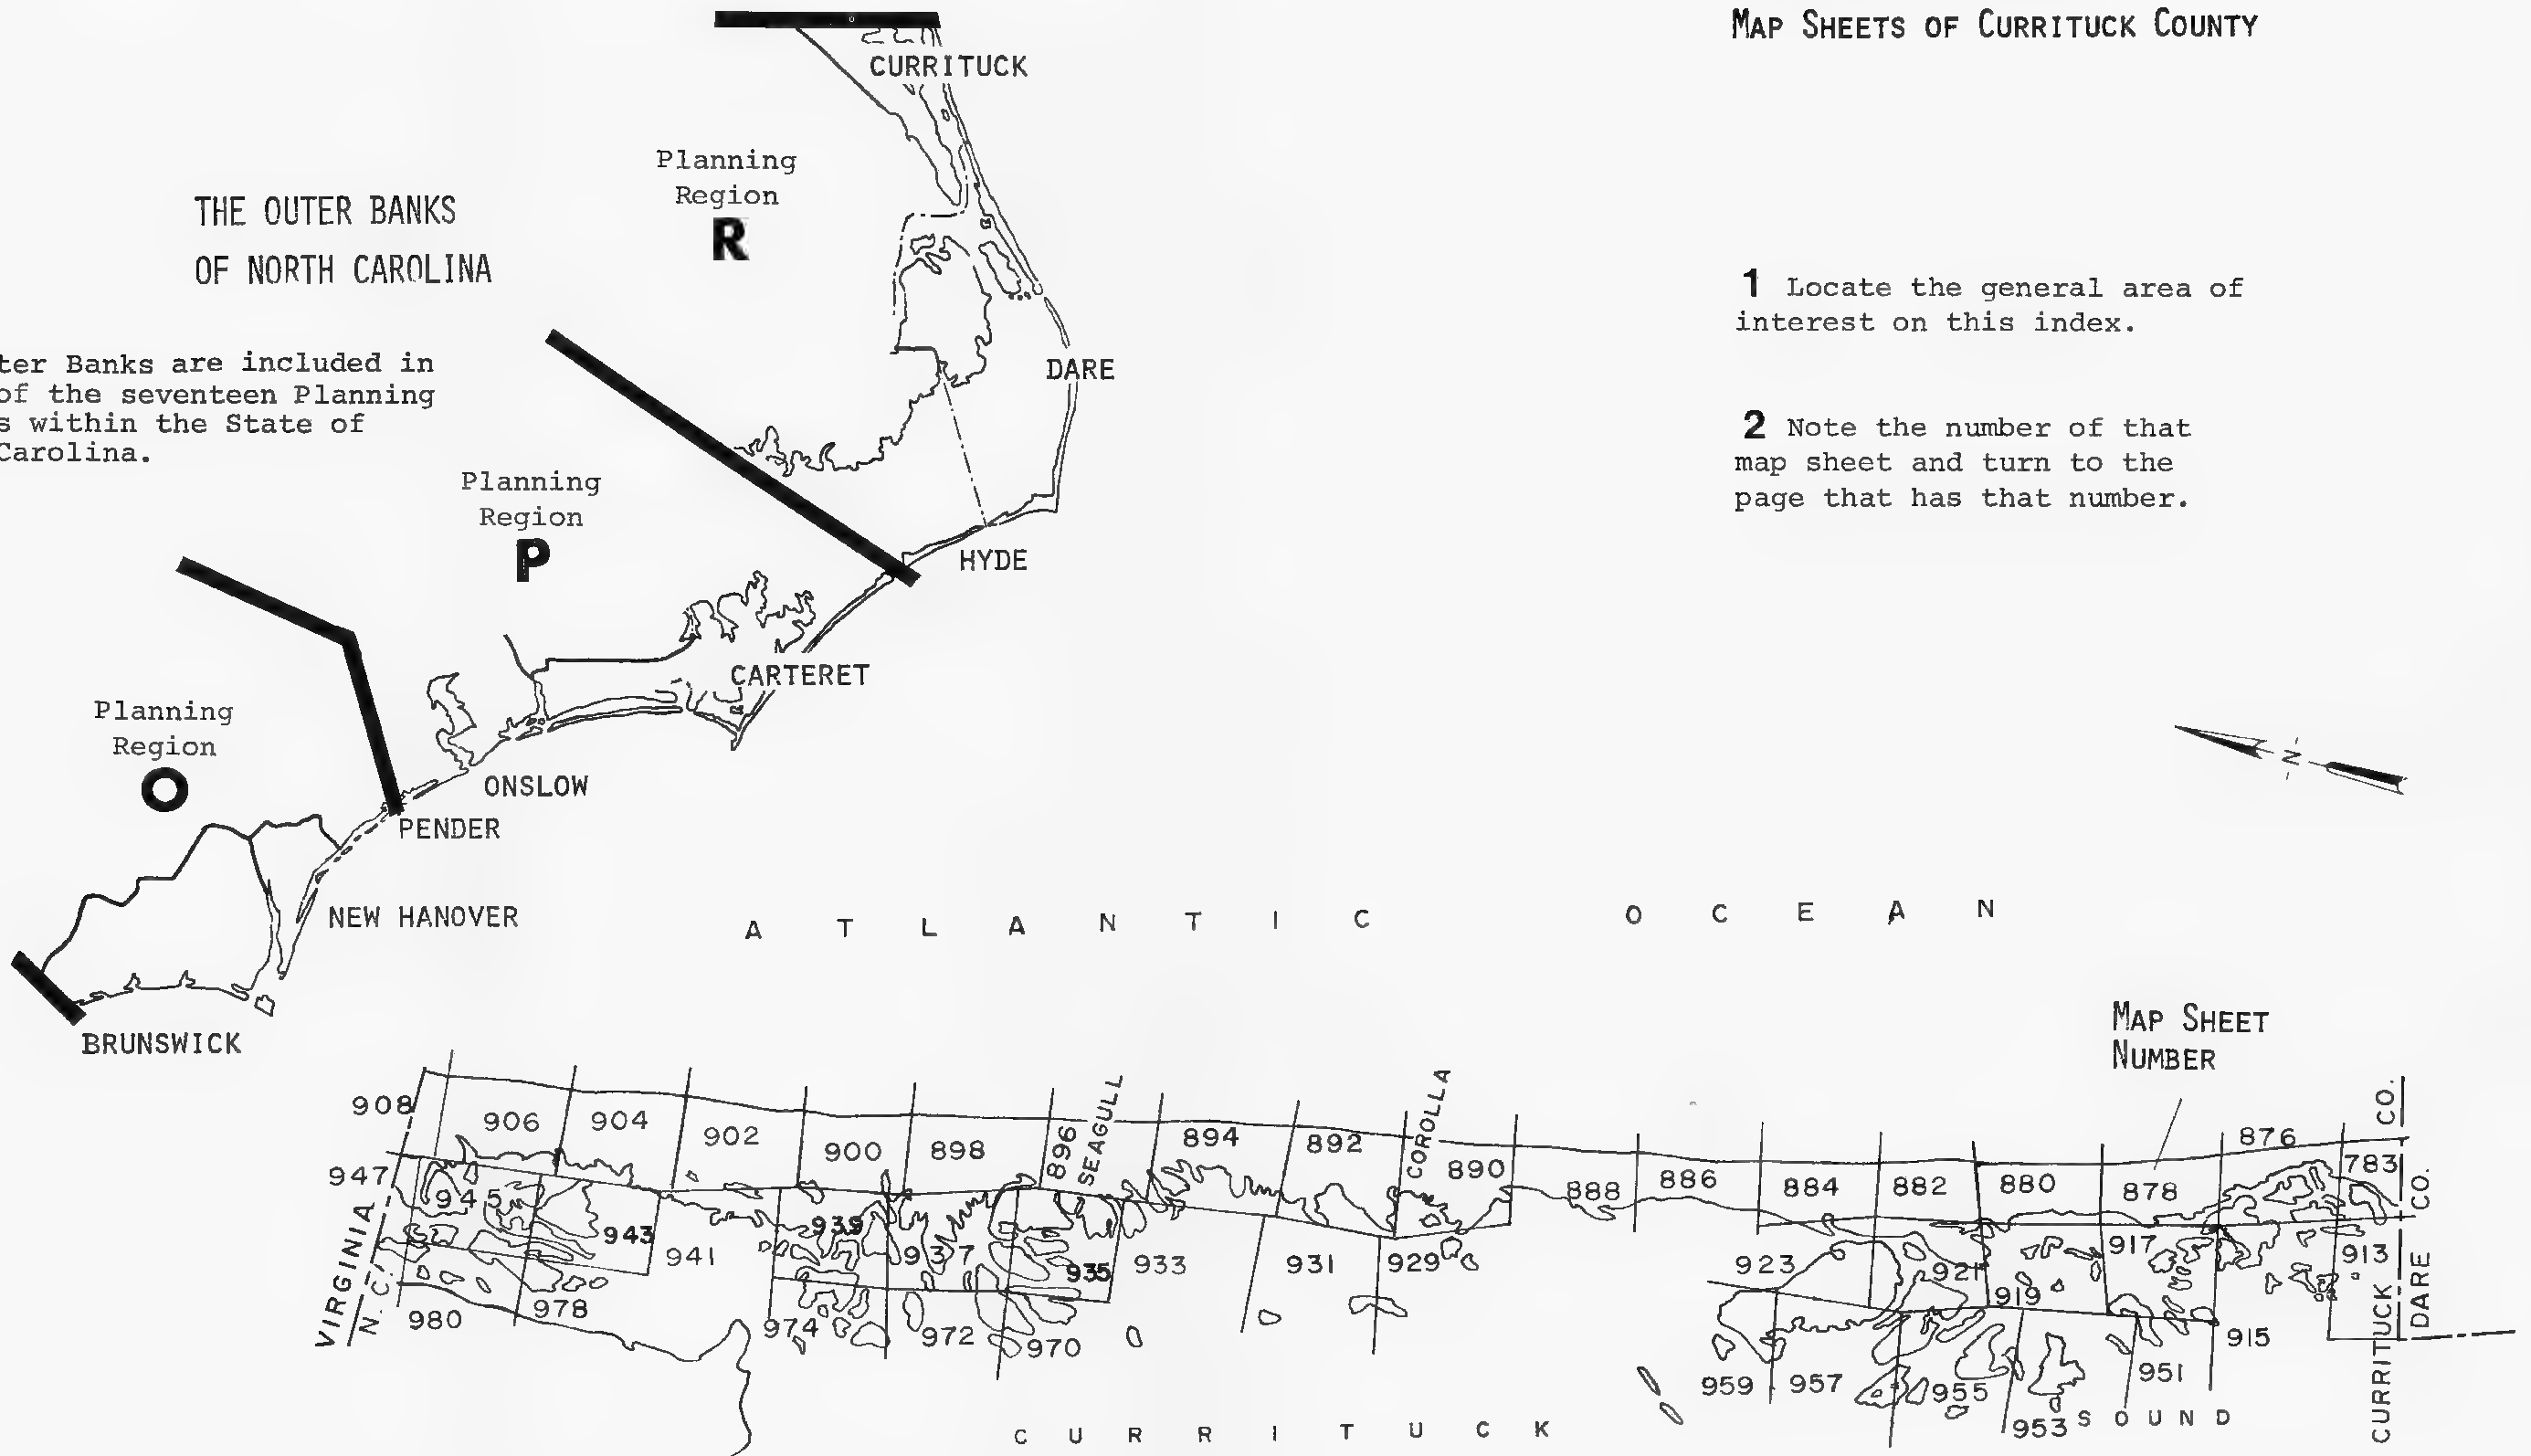 MAP SHEETS OF CURRITUCK COUNTY
CURRITUCK
Planning
Region
R
THE OUTER BANKS
OF NORTH CAROLINA
1 Locate the general area of
interest on this index.
ter Banks are included in
of the seventeen Planning
s within the State of
Carolina.
DARE
2 Note the number of that
map sheet and turn to the
page that has that number.
Planning
Region
P
HYDE
CARTERET
Planning
Region
O
ONSLOW
PENDER
N
NEW HANOVER
BRUNSWICK
ATLANTIC OCEAN
MAP SHEET
NUMBER
908
906
904
902
900
898
896
SEAGULL
894
892
COROLLA
890
888
886
884
882
880
878
876
783
CO.
CO.
947
945
943
941
939
937
935
933
931
929
923
921
919
917
915
913
VIRGINIA
N.C.
980
978
974
972
970
959
957
955
953
951
CURRITUCK
DARE
CURRITUCK SOUND